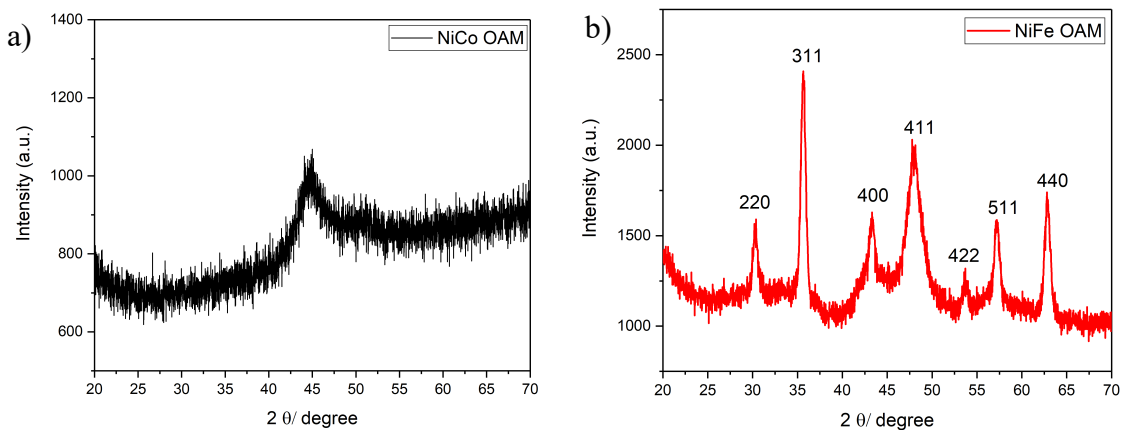 a)
NiCo OAM
1400
1200
1000
800
600
Intensity (a.u.)
20 25 30 35 40 45 50 55 60 65 70
2 θ/ degree
b)
NiFe OAM
2500
2000
1500
1000
Intensity (a.u.)
220
311
400
411
422
511
440
20 25 30 35 40 45 50 55 60 65 70
2 θ/ degree